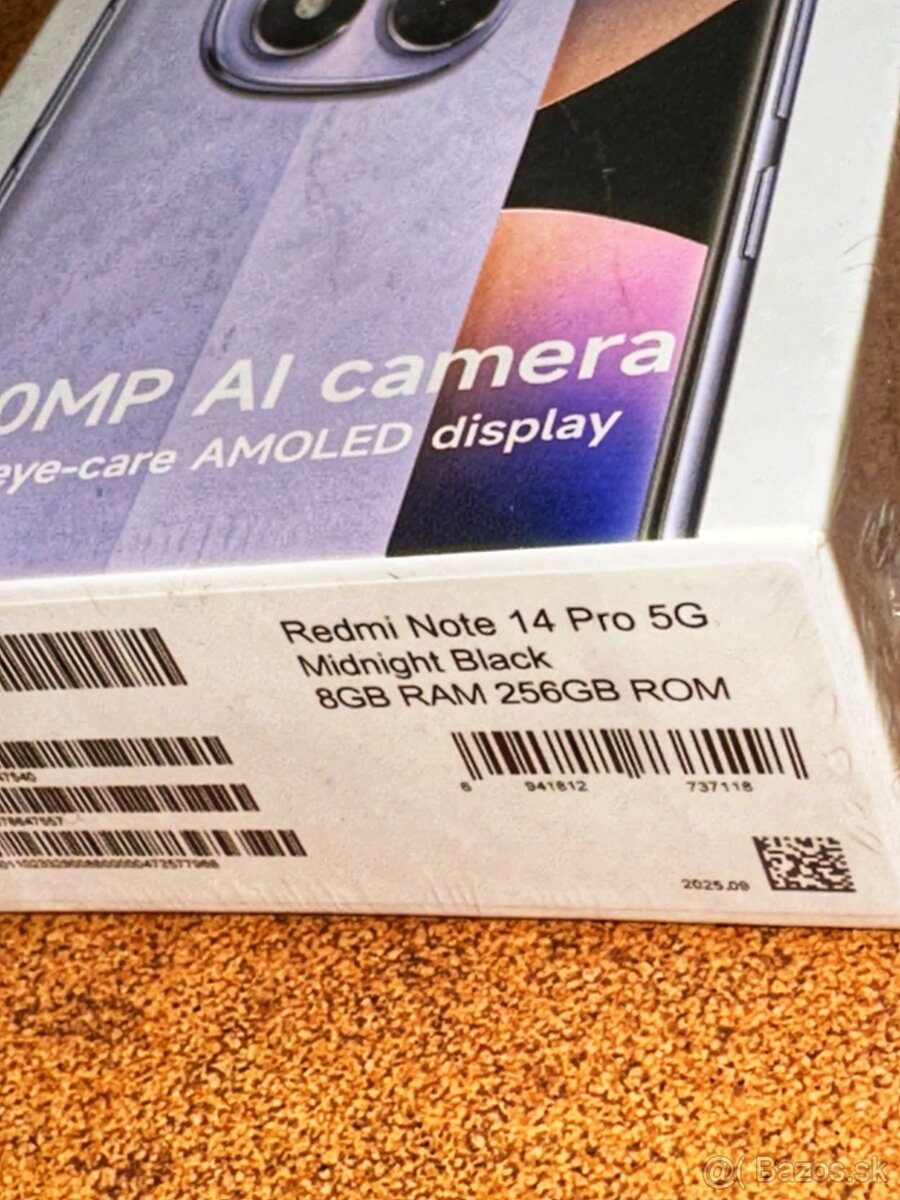 0MP AI camera
eye-care AMOLED display
Redmi Note 14 Pro 5G
Midnight Black
8GB RAM 256GB ROM
6 941812 737118
2025.09
@( Bazos.sk